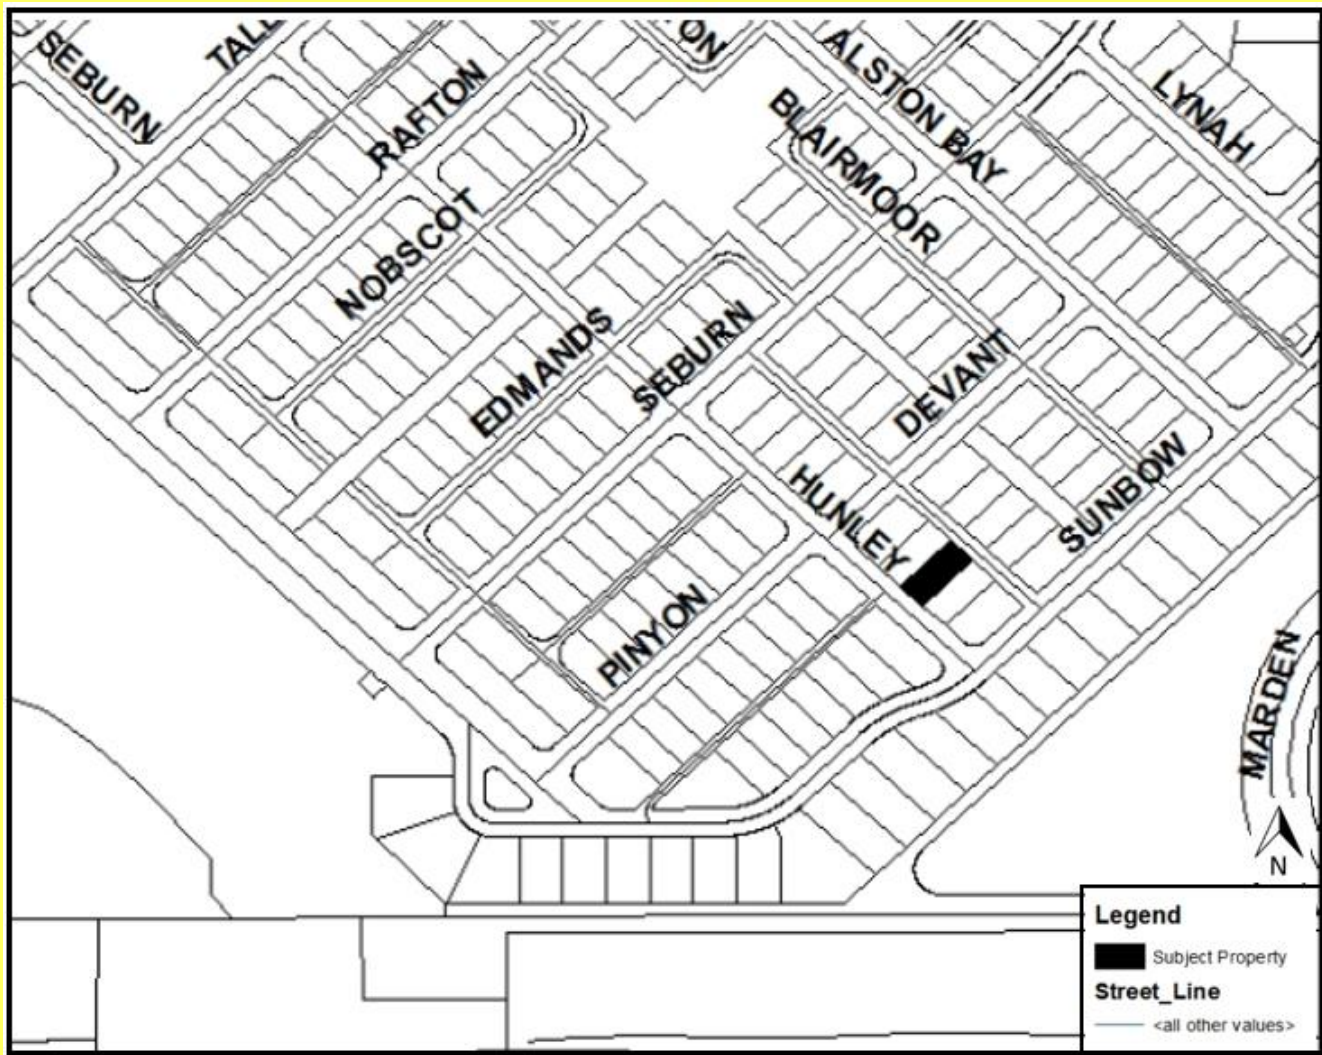 SEBURN
TALL
RAFTON
ALSTON BAY
LYNAH
BLAIRMOOR
NOBSCOT
EDMANDS
SEBURN
DEVANT
HUNLEY
SUNBOW
PINYON
MARDEN
N
Legend
Subject Property
Street_Line
<all other values>